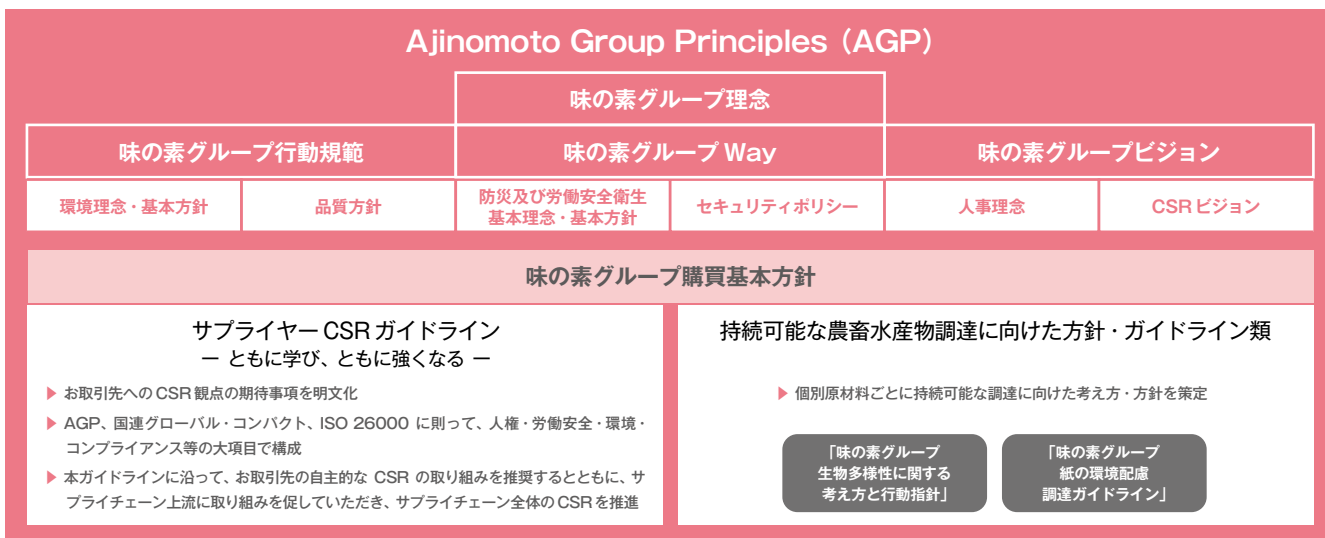 Ajinomoto Group Principles（AGP）
味の素グループ理念
味の素グループ行動規範
味の素グループ Way
味の素グループビジョン
環境理念・基本方針
品質方針
防災及び労働安全衛生
基本理念・基本方針
セキュリティポリシー
人事理念
CSRビジョン
味の素グループ購買基本方針
サプライヤー CSR ガイドライン
ー ともに学び、ともに強くなる ー
▶ お取引先へのCSR観点の期待事項を明文化
▶ AGP、国連グローバル・コンパクト、ISO 26000 に則って、人権・労働安全・環境・
コンプライアンス等の大項目で構成
▶ 本ガイドラインに沿って、お取引先の自主的な CSR の取り組みを推奨するとともに、サ
プライチェーン上流に取り組みを促していただき、サプライチェーン全体のCSRを推進
持続可能な農畜水産物調達に向けた方針・ガイドライン類
▶ 個別原材料ごとに持続可能な調達に向けた考え方・方針を策定
「味の素グループ
生物多様性に関する
考え方と行動指針」
「味の素グループ
紙の環境配慮
調達ガイドライン」